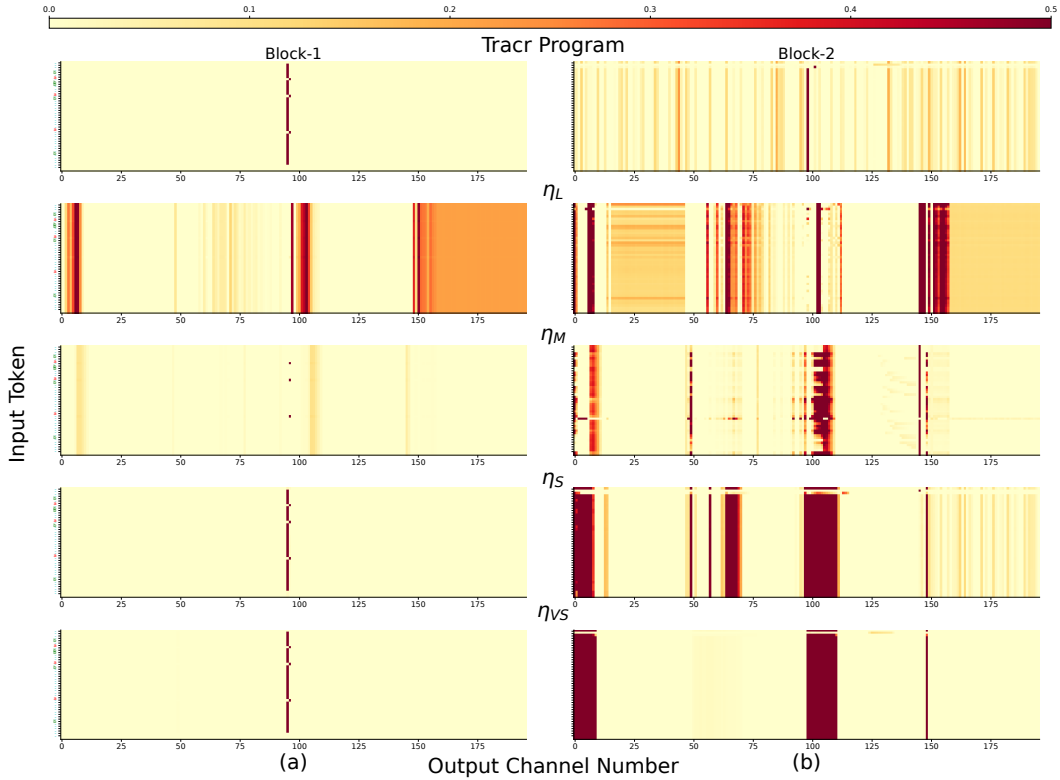 0.0 0.1 0.2 0.3 0.4 0.5
Tracr Program
Block-1 Block-2
0 25 50 75 100 125 150 175 0 25 50 75 100 125 150 175
η_L
0 25 50 75 100 125 150 175 0 25 50 75 100 125 150 175
η_M
Input Token
0 25 50 75 100 125 150 175 0 25 50 75 100 125 150 175
η_S
0 25 50 75 100 125 150 175 0 25 50 75 100 125 150 175
η_VS
0 25 50 75 100 125 150 175 0 25 50 75 100 125 150 175
(a) Output Channel Number (b)